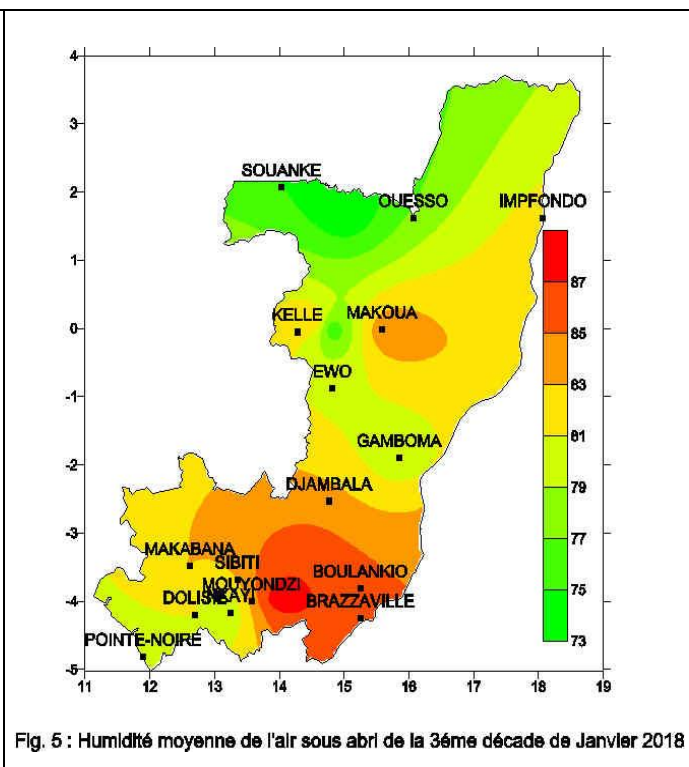 4
3
2
1
0
-1
-2
-3
-4
-5
11 12 13 14 15 16 17 18 19
SOUANKE
OUESSO
IMPFONDO
KELLE
MAKOUA
EWO
GAMBOMA
DJAMBALA
MAKABANA
SIBITI
MOUYONDZI
BOULANKIO
DOLISIE
BRAZZAVILLE
POINTE-NOIRE
87
85
83
81
79
77
75
73
Fig. 5 : Humidité moyenne de l'air sous abri de la 3éme décade de Janvier 2018